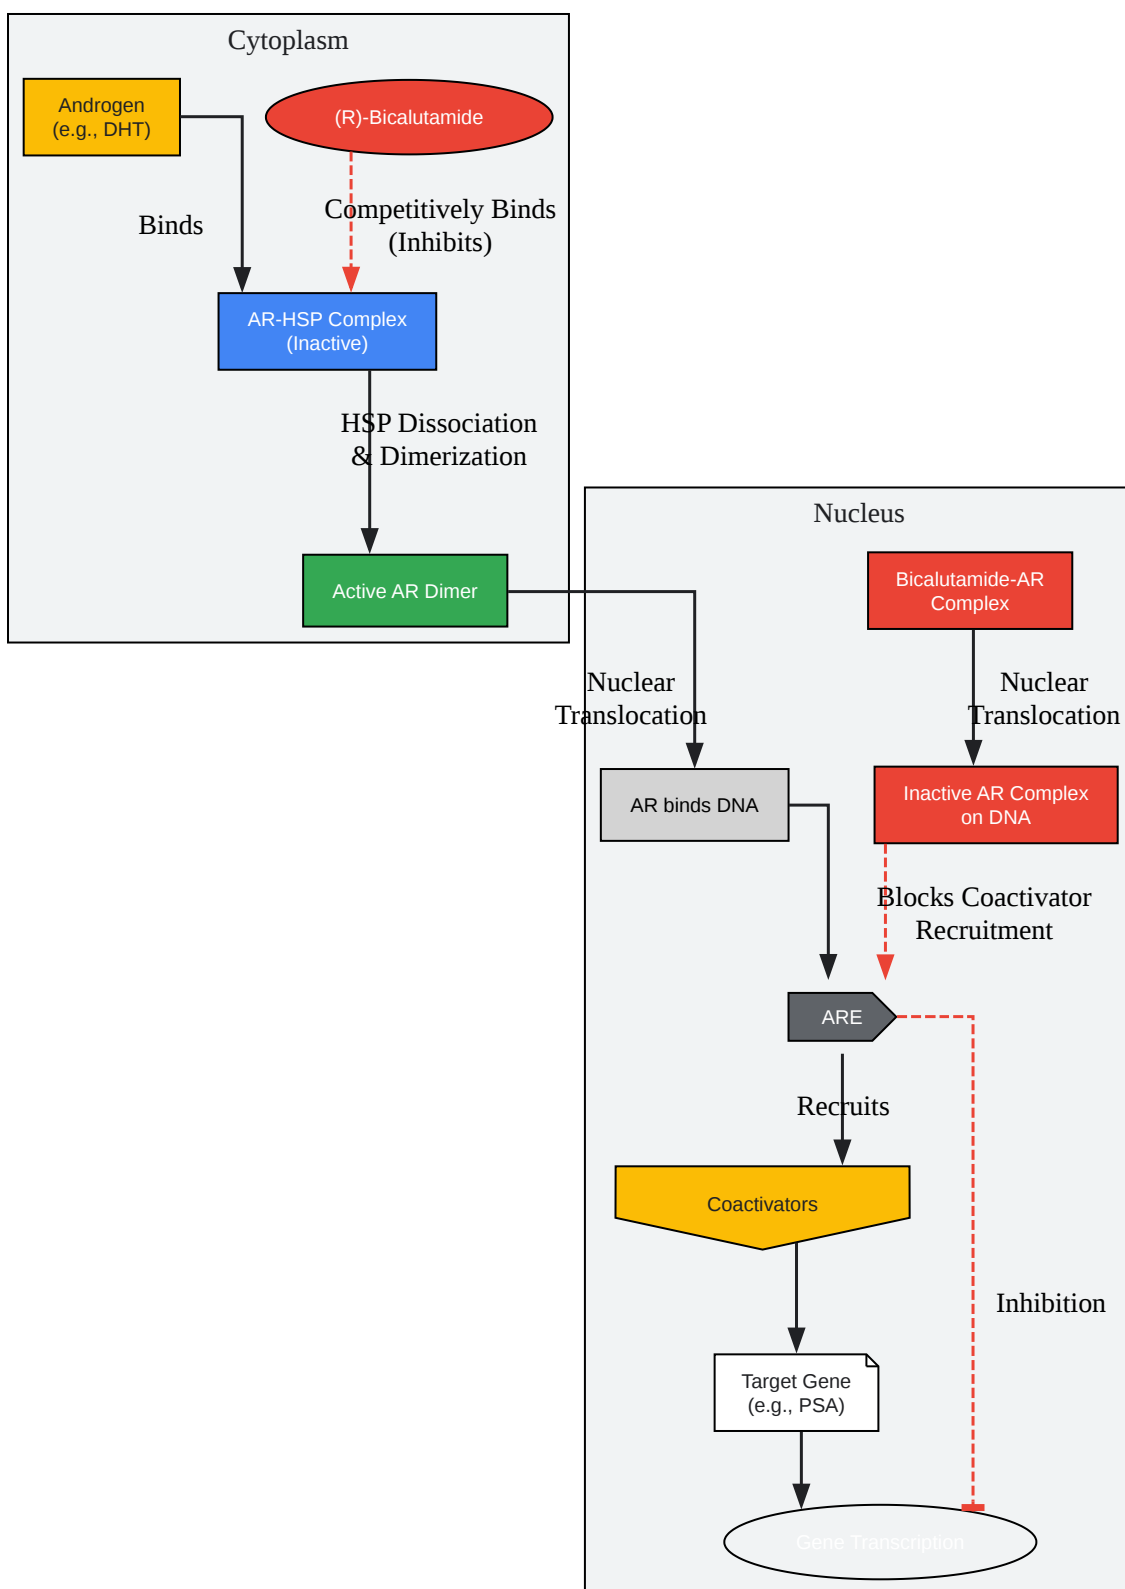 Cytoplasm
Androgen
(e.g., DHT)
(R)-Bicalutamide
Binds
Competitively Binds
(Inhibits)
AR-HSP Complex
(Inactive)
HSP Dissociation
& Dimerization
Active AR Dimer
Nucleus
Bicalutamide-AR
Complex
Nuclear
Translocation
Nuclear
Translocation
AR binds DNA
Inactive AR Complex
on DNA
Blocks Coactivator
Recruitment
ARE
Recruits
Coactivators
Inhibition
Target Gene
(e.g., PSA)
Gene Transcription